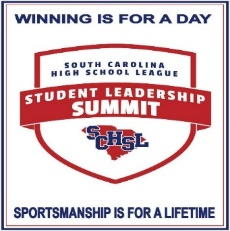 WINNING IS FOR A DAY
SOUTH CAROLINA
HIGH SCHOOL LEAGUE
STUDENT LEADERSHIP
SUMMIT
SCHSL
SPORTSMANSHIP IS FOR A LIFETIME